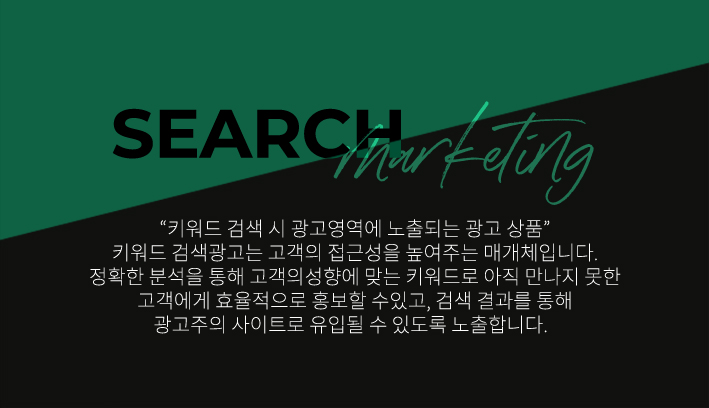 SEARCH
marketing
“키워드 검색 시 광고영역에 노출되는 광고 상품”
키워드 검색광고는 고객의 접근성을 높여주는 매개체입니다.
정확한 분석을 통해 고객의성향에 맞는 키워드로 아직 만나지 못한
고객에게 효율적으로 홍보할 수있고, 검색 결과를 통해
광고주의 사이트로 유입될 수 있도록 노출합니다.